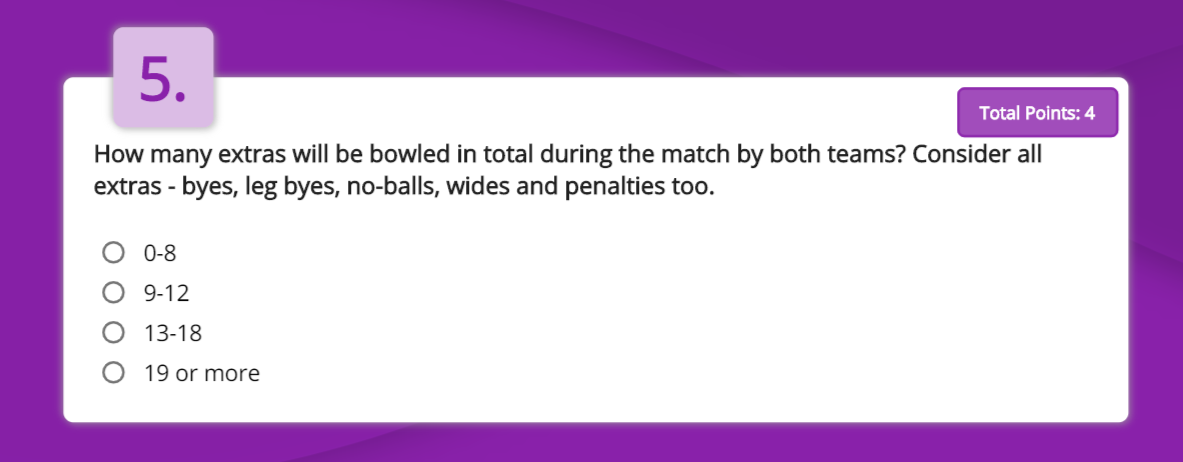 5.
Total Points: 4
How many extras will be bowled in total during the match by both teams? Consider all
extras - byes, leg byes, no-balls, wides and penalties too.
0-8
9-12
13-18
19 or more